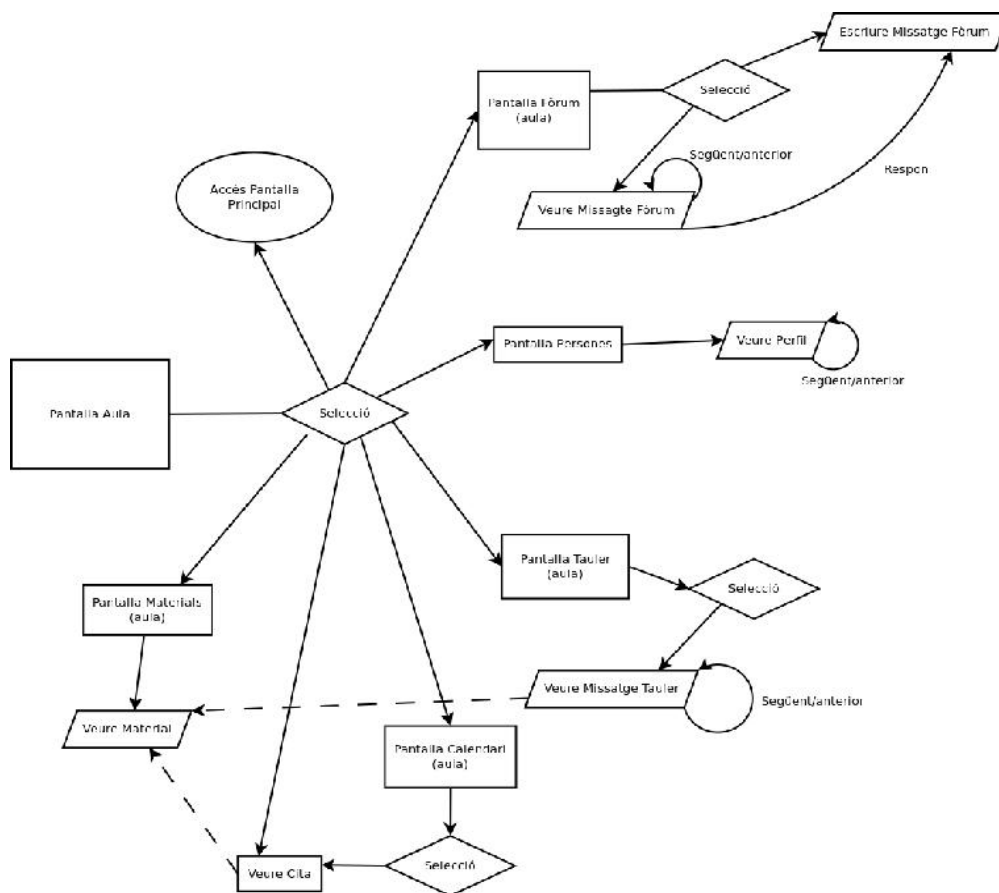 Escriure Missatge Fòrum
Pantalla Fòrum
(aula)
Selecció
Següent/anterior
Respon
Accés Pantalla
Principal
Veure Missagte Fòrum
Pantalla Persones
Veure Perfil
Següent/anterior
Pantalla Aula
Selecció
Pantalla Tauler
(aula)
Selecció
Pantalla Materials
(aula)
Veure Missatge Tauler
Següent/anterior
Veure Material
Pantalla Calendari
(aula)
Veure Cita
Selecció